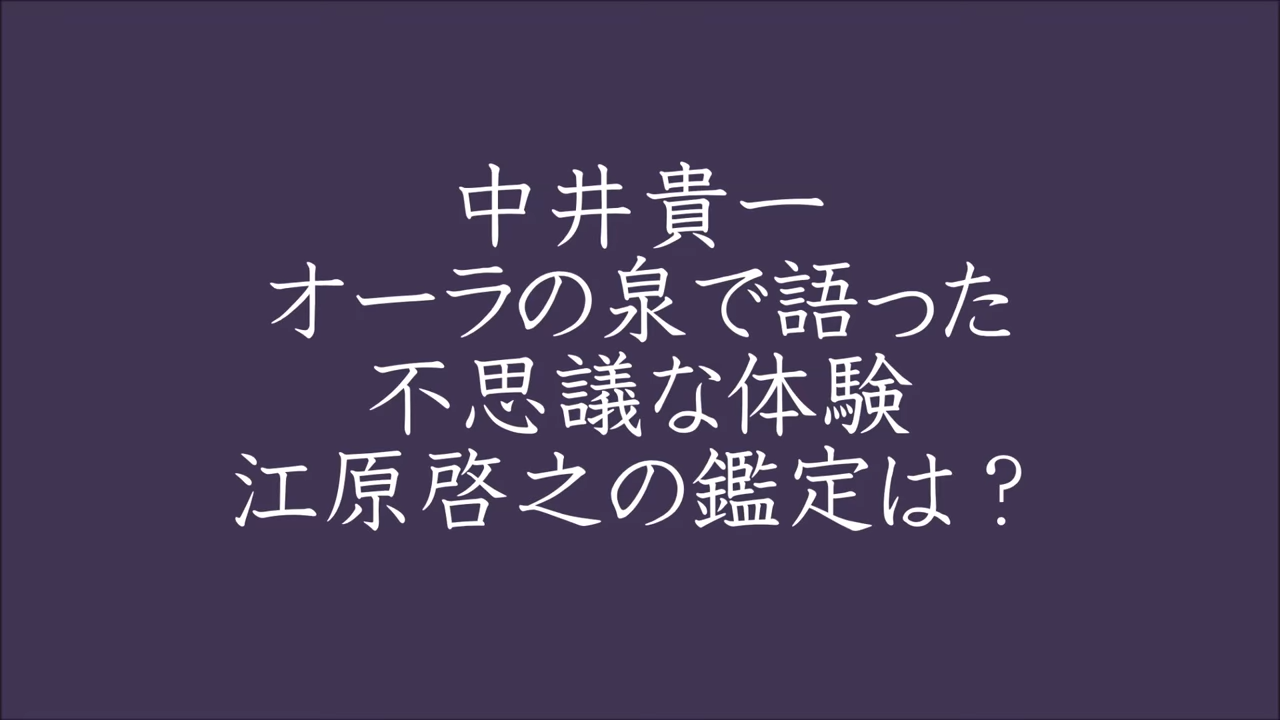 中井貴一
オーラの泉で語った
不思議な体験
江原啓之の鑑定は？